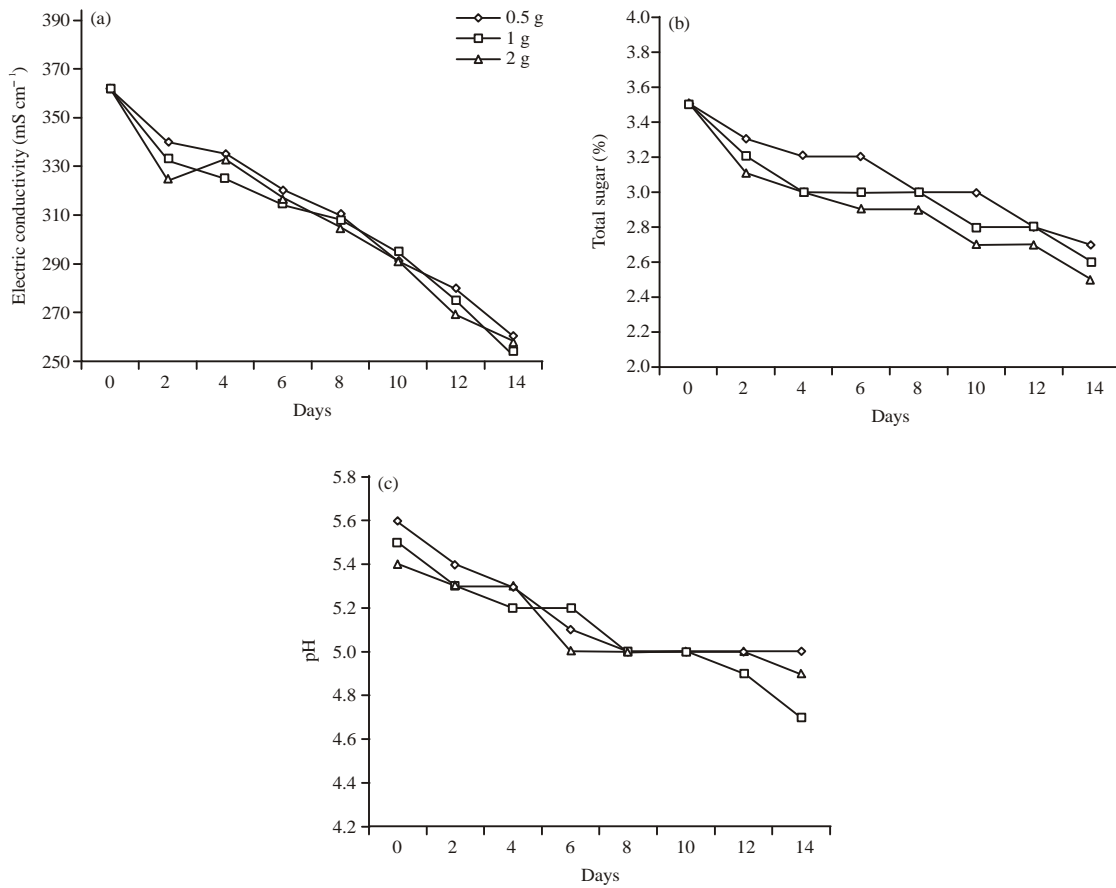 (a)
0.5 g
1 g
2 g
Electric conductivity (mS cm⁻¹)
390
370
350
330
310
290
270
250
0 2 4 6 8 10 12 14
Days
(b)
Total sugar (%)
4.0
3.8
3.6
3.4
3.2
3.0
2.8
2.6
2.4
2.2
2.0
0 2 4 6 8 10 12 14
Days
(c)
pH
5.8
5.6
5.4
5.2
5.0
4.8
4.6
4.4
4.2
0 2 4 6 8 10 12 14
Days